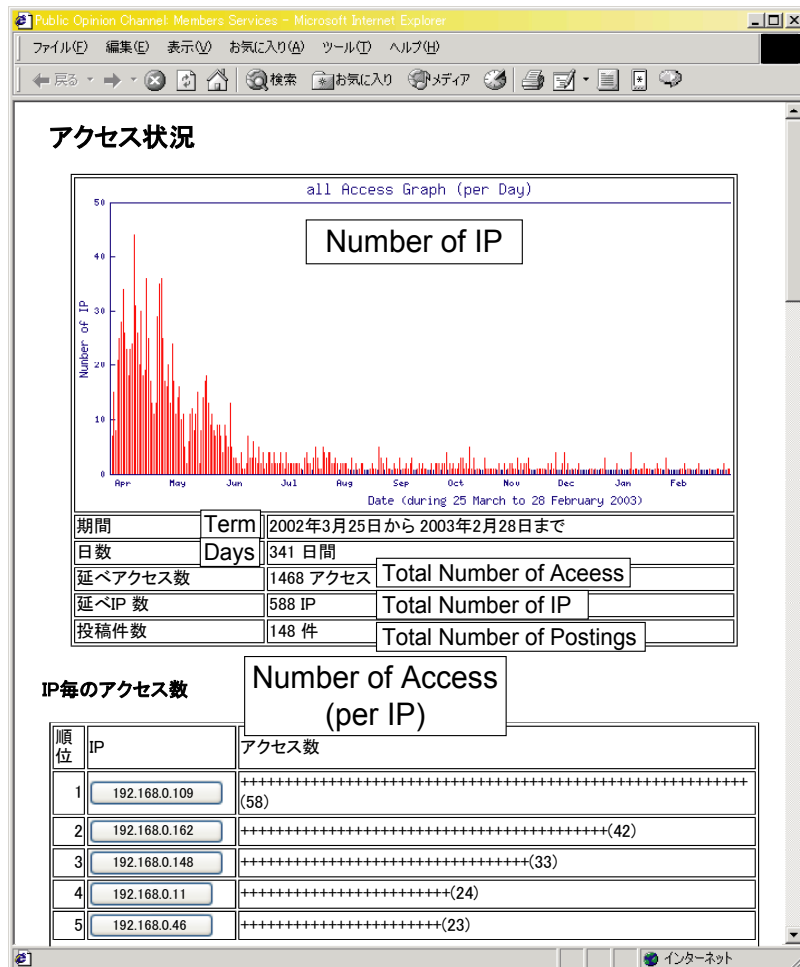 Public Opinion Channel: Members Services - Microsoft Internet Explorer
ファイル(F) 編集(E) 表示(V) お気に入り(A) ツール(T) ヘルプ(H)
戻る 検索 お気に入り メディア
アクセス状況
all Access Graph (per Day)
Number of IP
50
40
30
20
10
0
Number of IP
Apr May Jun Jul Aug Sep Oct Nov Dec Jan Feb
Date (during 25 March to 28 February 2003)
期間 Term 2002年3月25日から 2003年2月28日まで
日数 Days 341 日間
延べアクセス数 1468 アクセス Total Number of Aceess
延べIP 数 588 IP Total Number of IP
投稿件数 148 件 Total Number of Postings
IP毎のアクセス数
Number of Access
(per IP)
順位 IP アクセス数
1 192.168.0.109 ++++++++++++++++++++++++++++++++++++++++++++++++++++++++++
(58)
2 192.168.0.162 ++++++++++++++++++++++++++++++++++++++++++(42)
3 192.168.0.148 +++++++++++++++++++++++++++++++++(33)
4 192.168.0.11 ++++++++++++++++++++++++(24)
5 192.168.0.46 +++++++++++++++++++++++(23)
インターネット